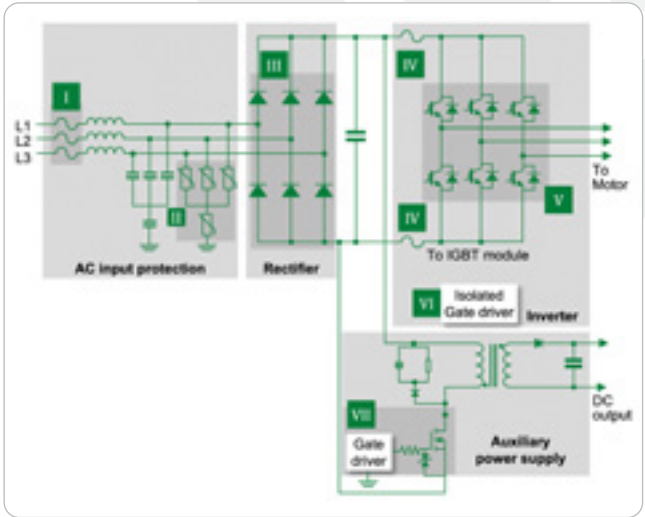 I
III
IV
L1
L2
L3
II
To
Motor
V
IV
To IGBT module
AC input protection
Rectifier
VI
Isolated
Gate driver
Inverter
DC
output
VII
Gate
driver
Auxiliary
power supply